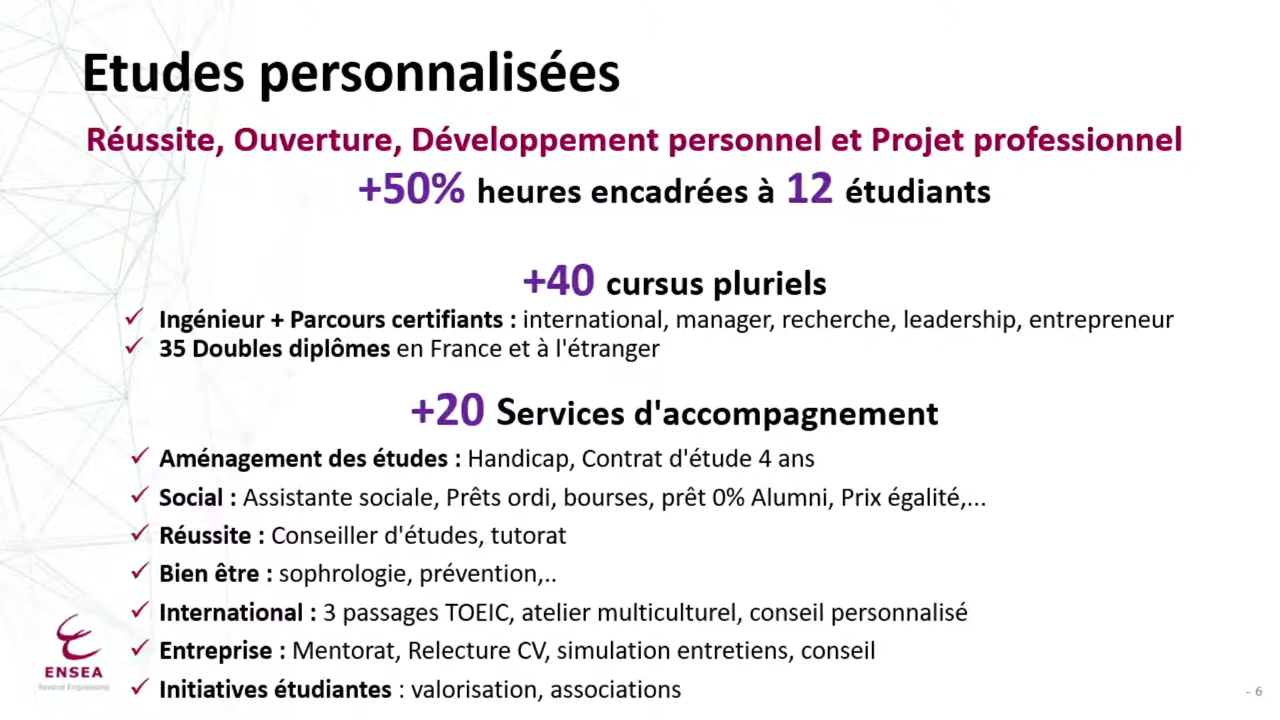 Etudes personnalisées
Réussite, Ouverture, Développement personnel et Projet professionnel
+50% heures encadrées à 12 étudiants
+40 cursus pluriels
✓ Ingénieur + Parcours certifiants : international, manager, recherche, leadership, entrepreneur
✓ 35 Doubles diplômes en France et à l'étranger
+20 Services d'accompagnement
✓ Aménagement des études : Handicap, Contrat d'étude 4 ans
✓ Social : Assistante sociale, Prêts ordi, bourses, prêt 0% Alumni, Prix égalité,...
✓ Réussite : Conseiller d'études, tutorat
✓ Bien être : sophrologie, prévention,..
✓ International : 3 passages TOEIC, atelier multiculturel, conseil personnalisé
✓ Entreprise : Mentorat, Relecture CV, simulation entretiens, conseil
✓ Initiatives étudiantes : valorisation, associations
ENSEA
Beyond Engineering
- 6